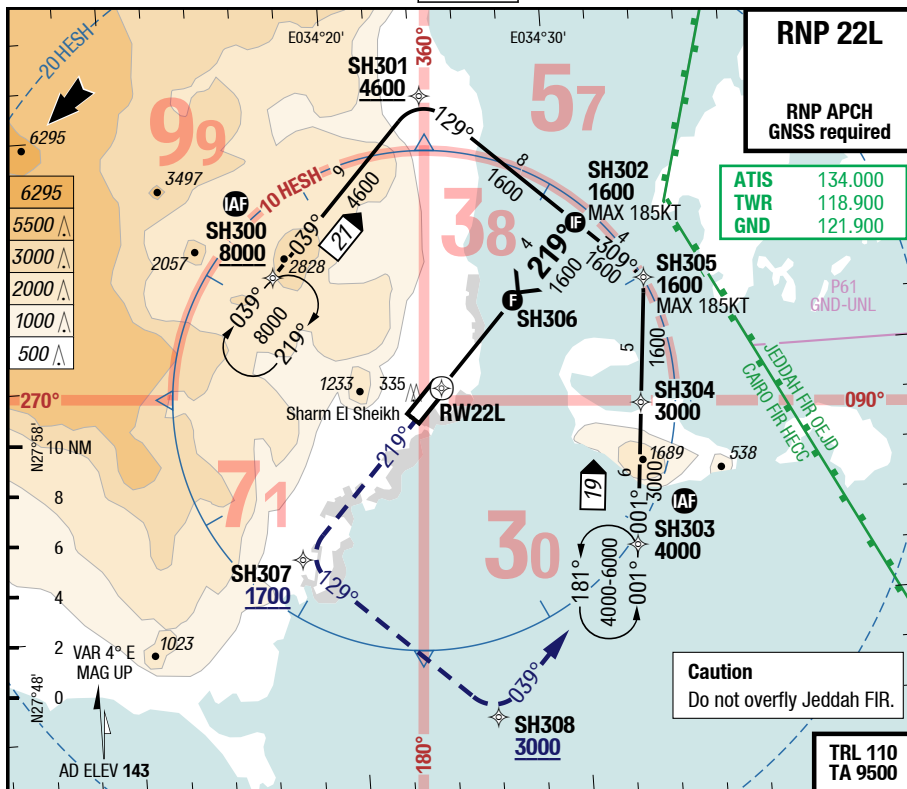 20 HESH
E034°20'
360°
E034°30'
RNP 22L
RNP APCH
GNSS required
SH301
4600
129°
57
99
6295
3497
10 HESH
9
4600
8
1600
SH302
1600
MAX 185KT
ATIS 134.000
TWR 118.900
GND 121.900
6295
5500
3000
2000
1000
500
IAF
SH300
8000
039°
21
38
IF
4
219°
1600
4
309°
1600
SH305
1600
MAX 185KT
2057
2828
039°
8000
219°
F
SH306
P61
GND-UNL
5
1600
JEDDAH FIR OEJD
CAIRO FIR HECC
1233
335
270°
Sharm El Sheikh
RW22L
SH304
3000
090°
N27°58'
10 NM
219°
1689
538
19
6
3000
001°
IAF
SH303
4000
8
71
30
6
SH307
1700
129°
181°
4000-6000
001°
4
1023
2
VAR 4° E
MAG UP
039°
Caution
Do not overfly Jeddah FIR.
N27°48'
0
SH308
3000
180°
AD ELEV 143
TRL 110
TA 9500